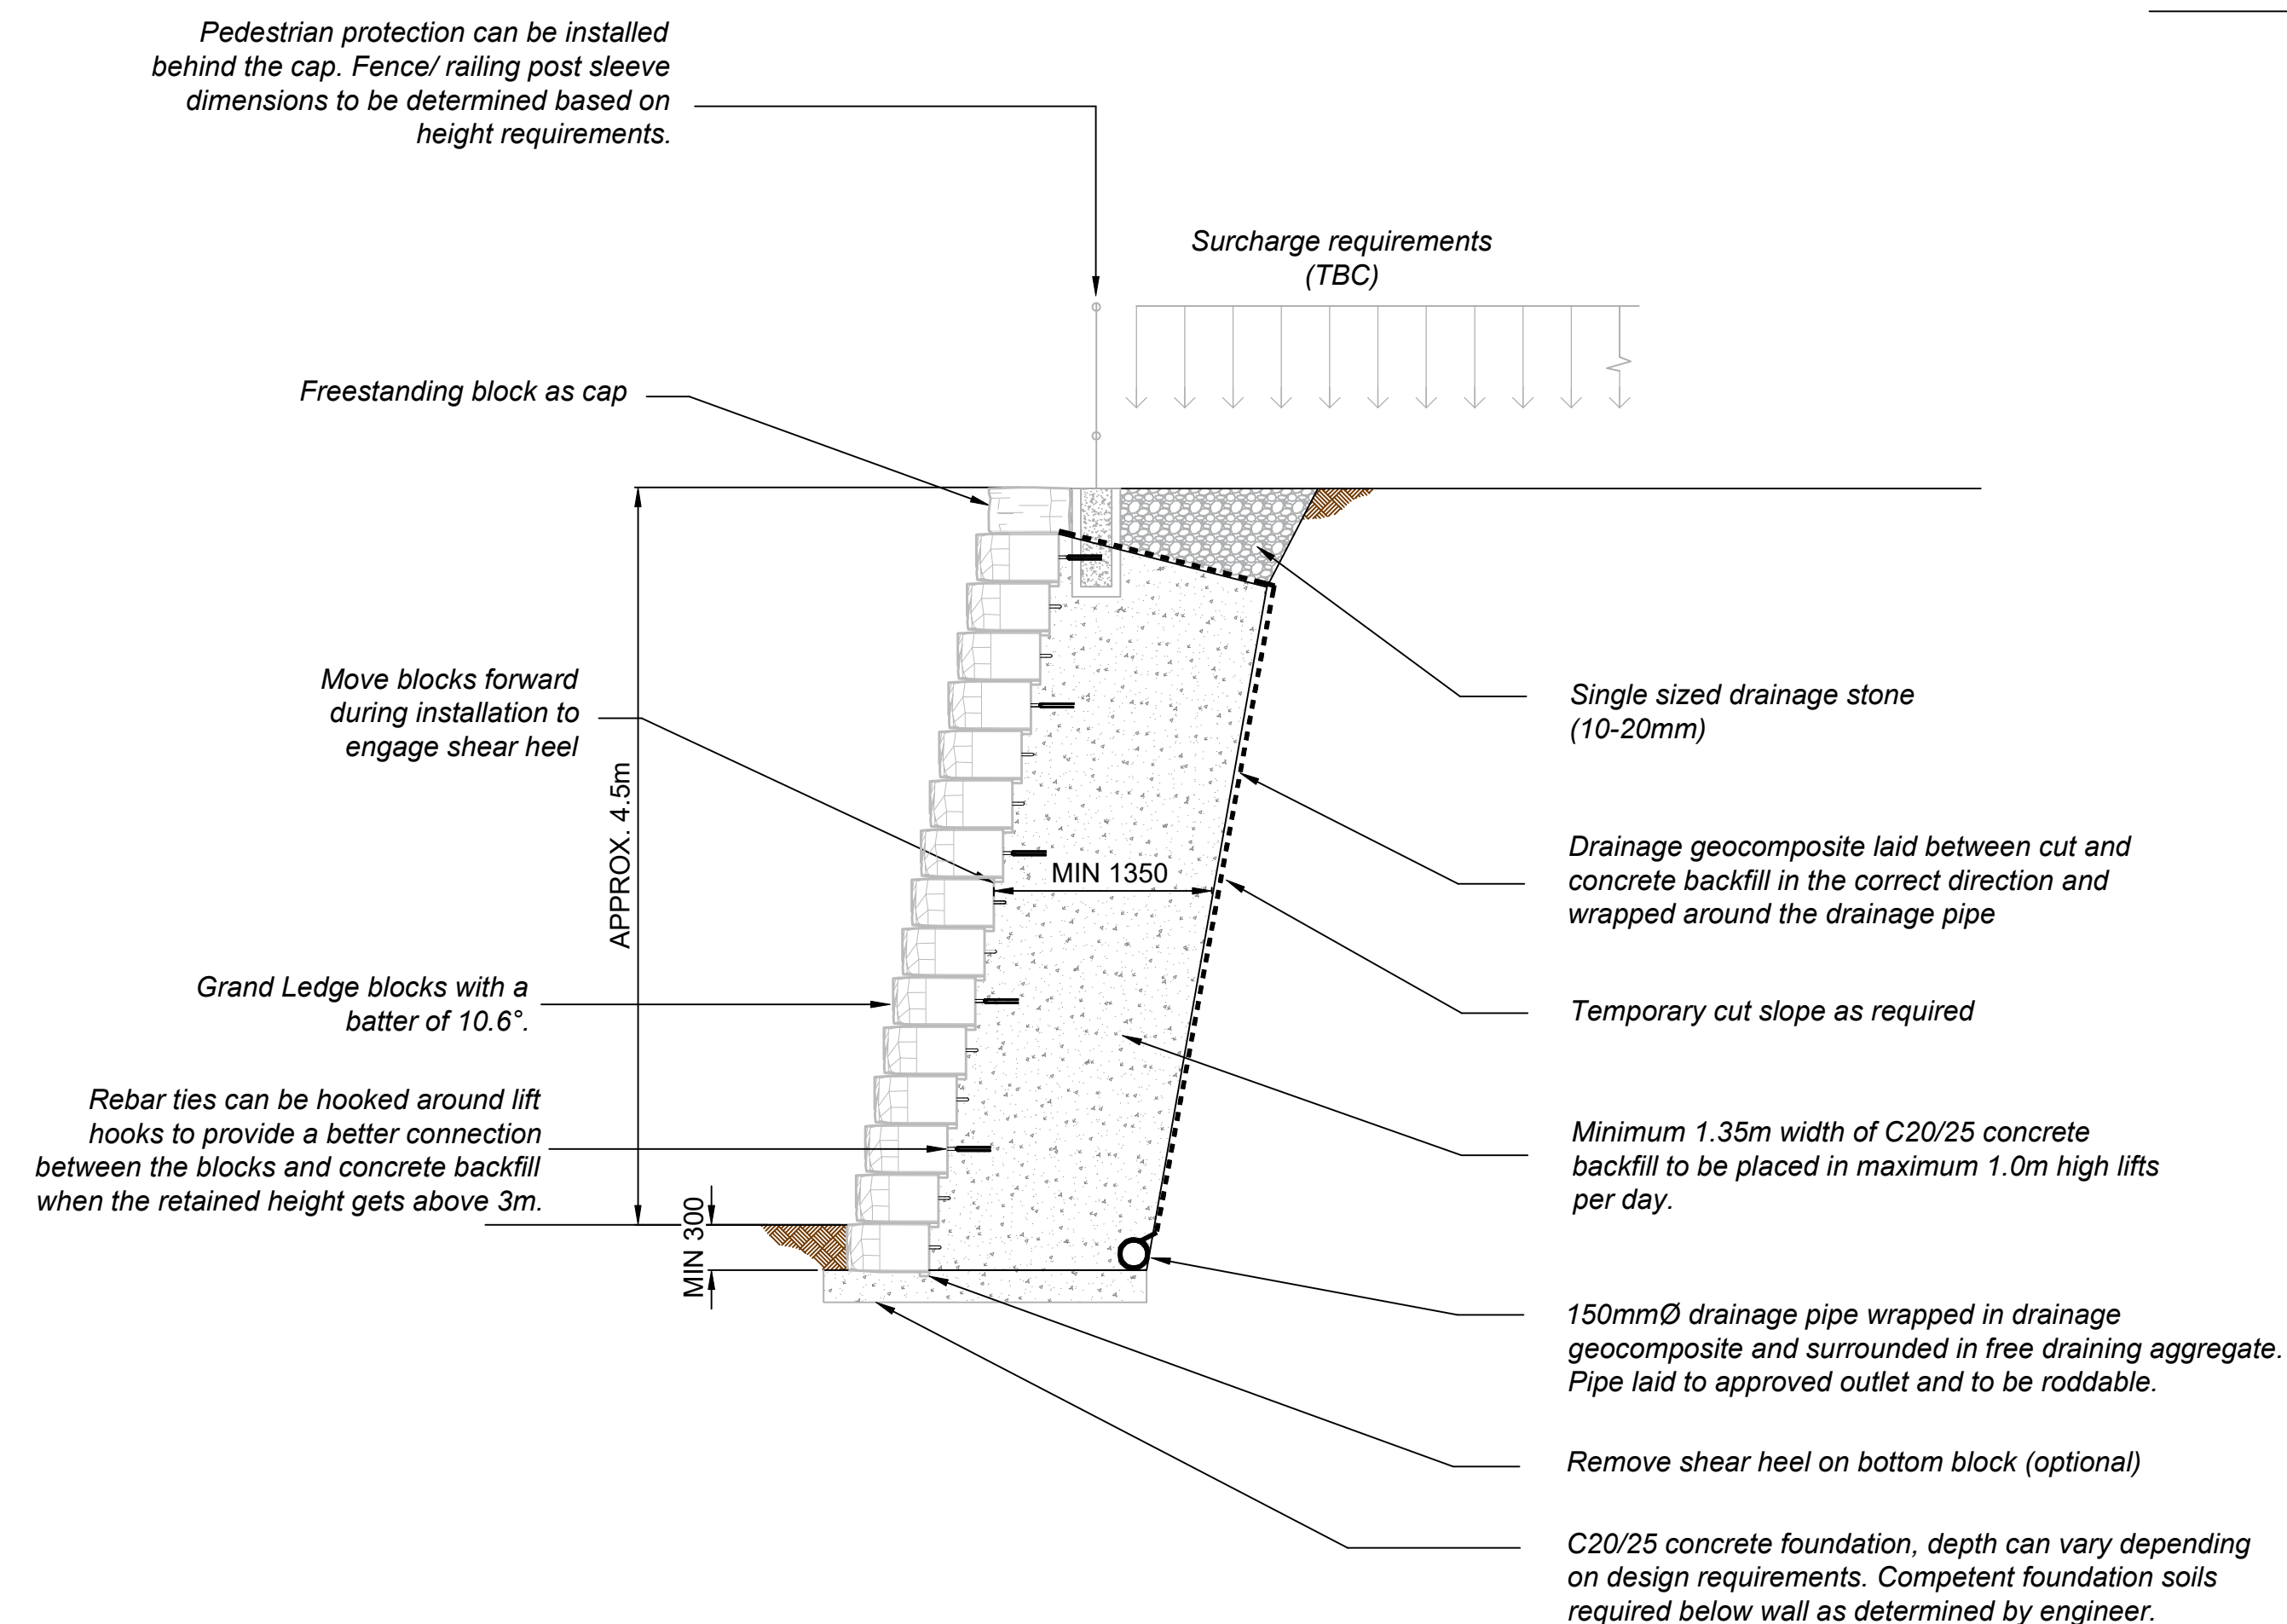 Pedestrian protection can be installed
behind the cap. Fence/ railing post sleeve
dimensions to be determined based on
height requirements.
Surcharge requirements
(TBC)
Freestanding block as cap
Move blocks forward
during installation to
engage shear heel
APPROX. 4.5m
MIN 1350
Grand Ledge blocks with a
batter of 10.6°.
Rebar ties can be hooked around lift
hooks to provide a better connection
between the blocks and concrete backfill
when the retained height gets above 3m.
MIN 300
Single sized drainage stone
(10-20mm)
Drainage geocomposite laid between cut and
concrete backfill in the correct direction and
wrapped around the drainage pipe
Temporary cut slope as required
Minimum 1.35m width of C20/25 concrete
backfill to be placed in maximum 1.0m high lifts
per day.
150mmØ drainage pipe wrapped in drainage
geocomposite and surrounded in free draining aggregate.
Pipe laid to approved outlet and to be roddable.
Remove shear heel on bottom block (optional)
C20/25 concrete foundation, depth can vary depending
on design requirements. Competent foundation soils
required below wall as determined by engineer.